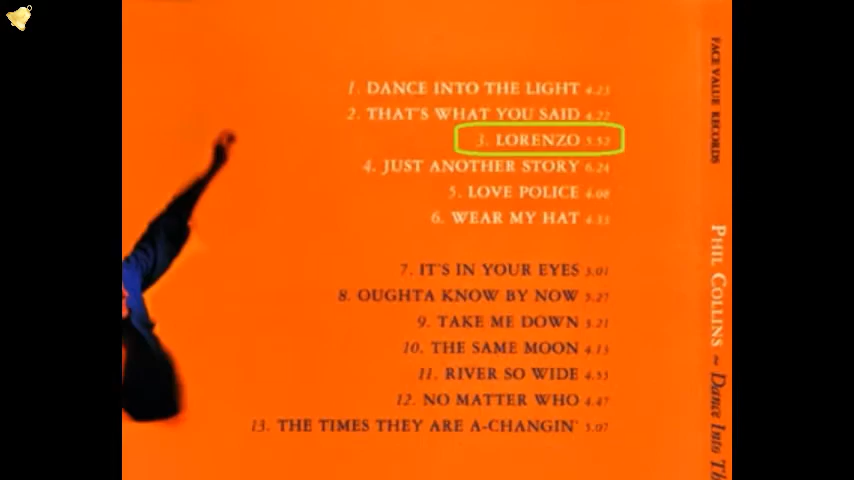 1. DANCE INTO THE LIGHT 4.23
2. THAT'S WHAT YOU SAID 4.22
3. LORENZO 5.52
4. JUST ANOTHER STORY 6.24
5. LOVE POLICE 4.08
6. WEAR MY HAT 4.33
7. IT'S IN YOUR EYES 3.01
8. OUGHTA KNOW BY NOW 5.27
9. TAKE ME DOWN 3.21
10. THE SAME MOON 4.13
11. RIVER SO WIDE 4.55
12. NO MATTER WHO 4.47
13. THE TIMES THEY ARE A-CHANGIN' 5.07
FACE VALUE RECORDS
PHIL COLLINS ~ Dance Into Th